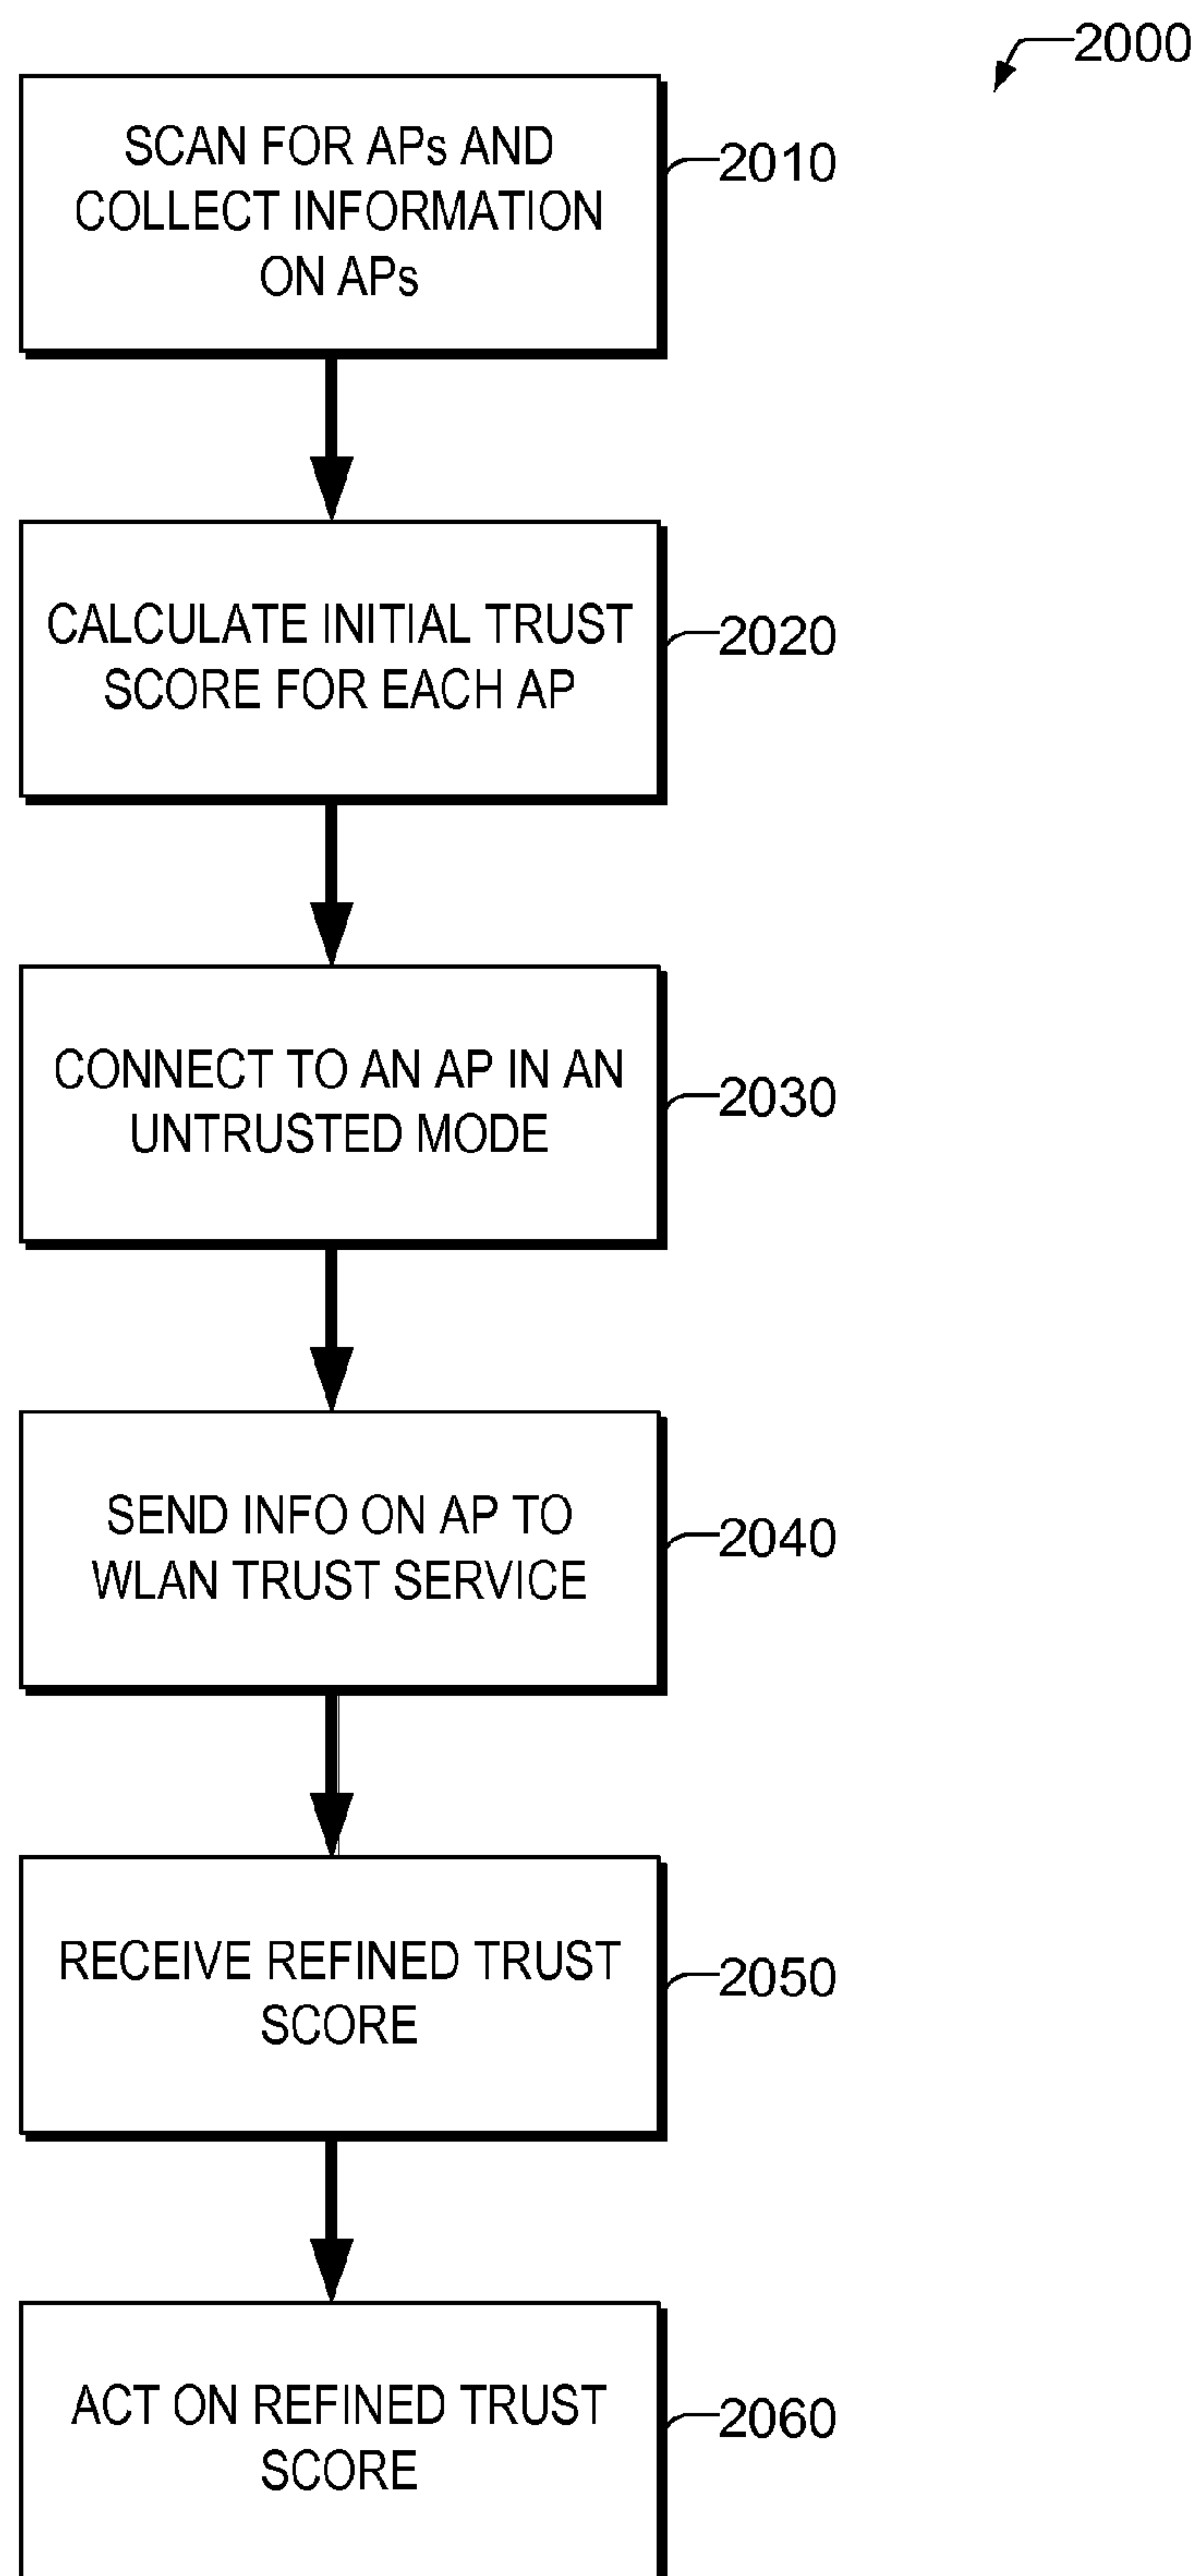 2000
SCAN FOR APs AND
COLLECT INFORMATION
ON APs
2010
CALCULATE INITIAL TRUST
SCORE FOR EACH AP
2020
CONNECT TO AN AP IN AN
UNTRUSTED MODE
2030
SEND INFO ON AP TO
WLAN TRUST SERVICE
2040
RECEIVE REFINED TRUST
SCORE
2050
ACT ON REFINED TRUST
SCORE
2060